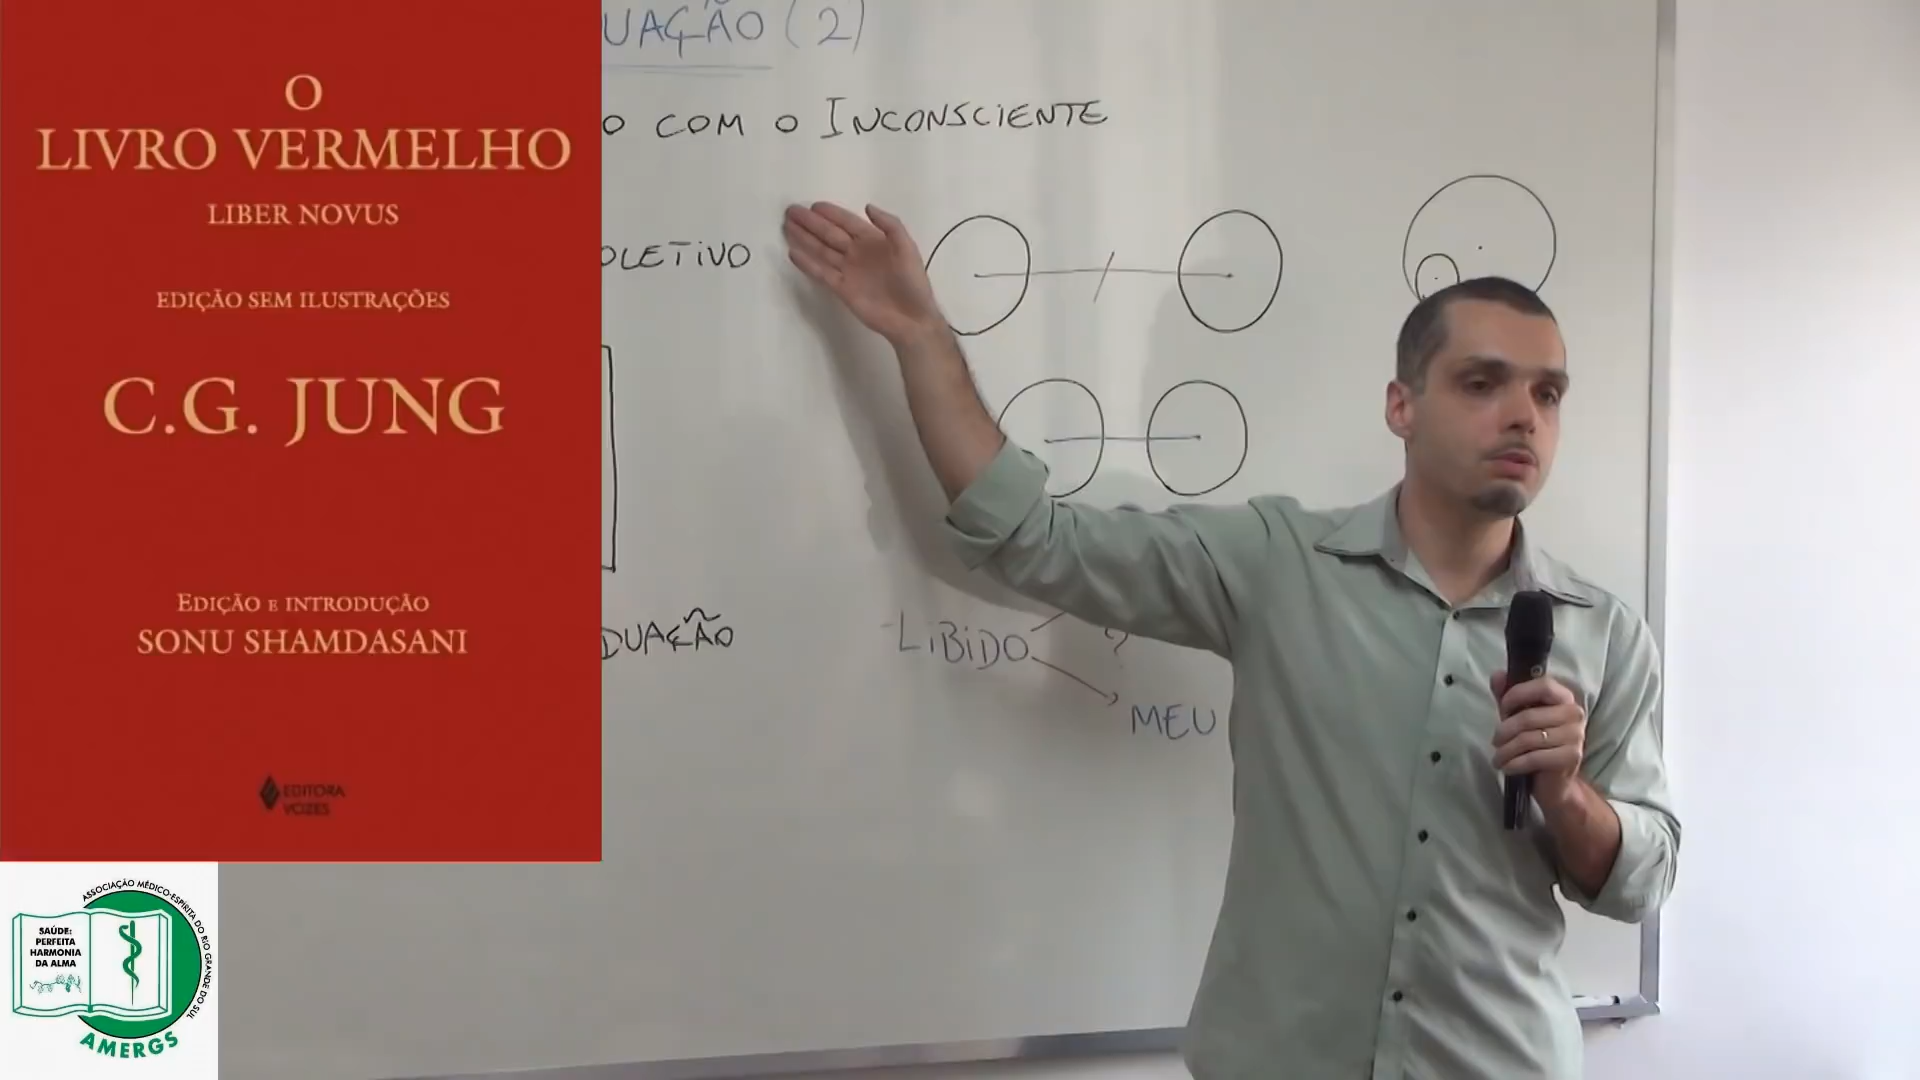 O
LIVRO VERMELHO
LIBER NOVUS
EDIÇÃO SEM ILUSTRAÇÕES
C.G. JUNG
EDIÇÃO E INTRODUÇÃO
SONU SHAMDASANI
EDITORA
VOZES
UAÇÃO (2)
O COM O INCONSCIENTE
OLETIVO
DUAÇÃO
LIBIDO
?
MEU
ASSOCIAÇÃO MÉDICO-ESPÍRITA DO RIO GRANDE DO SUL
SAÚDE:
PERFEITA
HARMONIA
DA ALMA
AMERGS